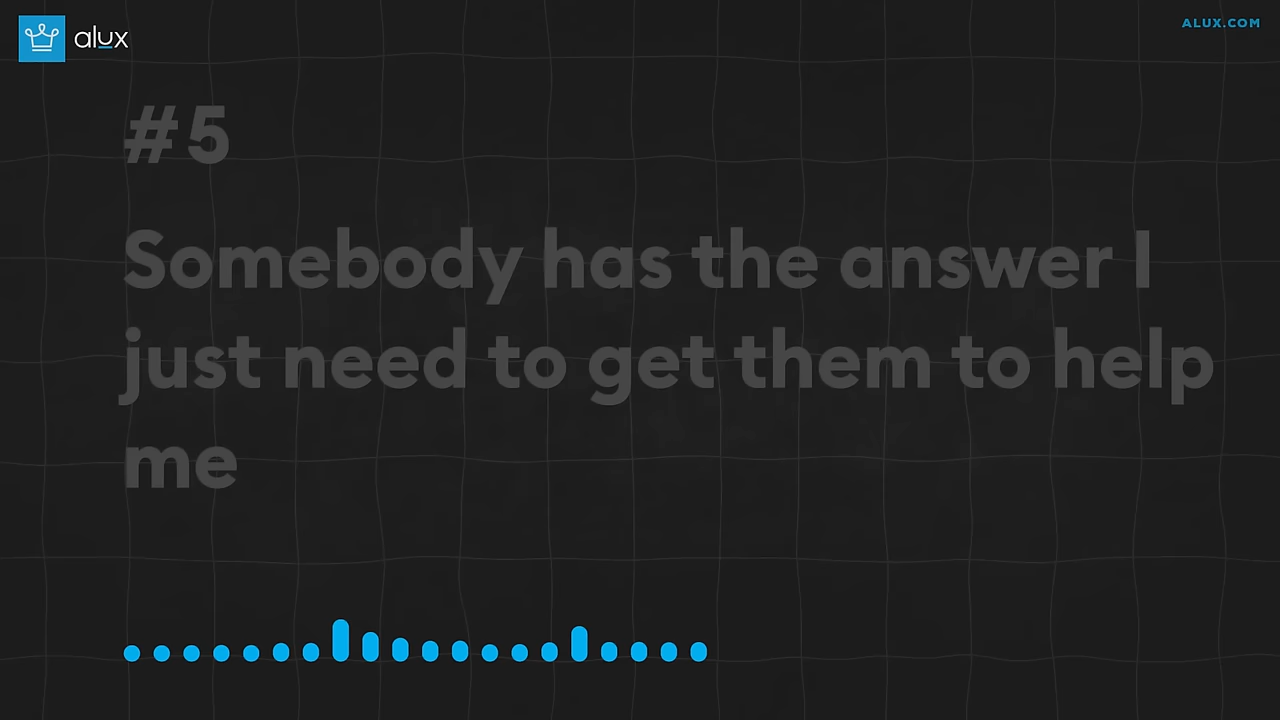 alux
ALUX.COM
#5
Somebody has the answer I
just need to get them to help
me